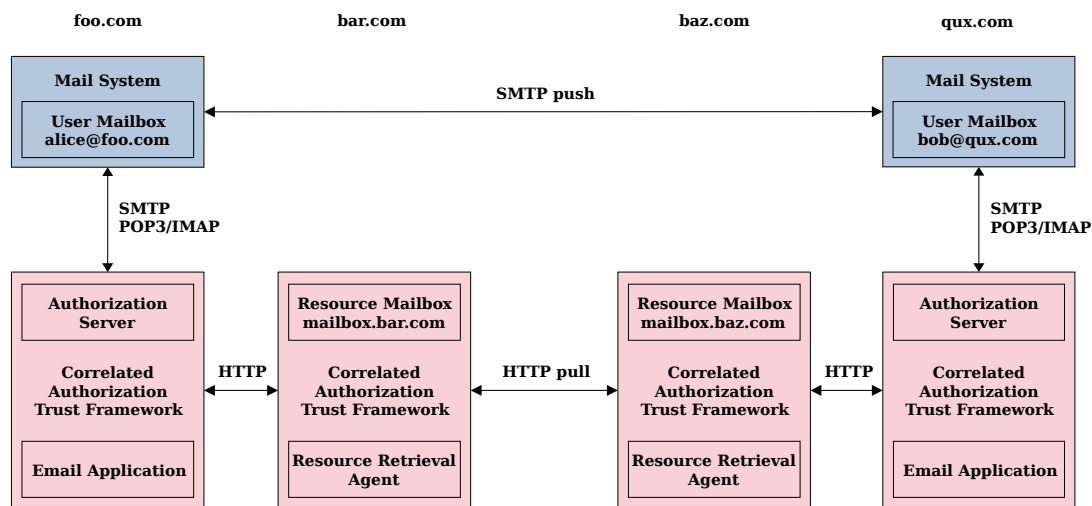 foo.com
bar.com
baz.com
qux.com
Mail System
User Mailbox
alice@foo.com
SMTP push
Mail System
User Mailbox
bob@qux.com
SMTP
POP3/IMAP
SMTP
POP3/IMAP
Authorization
Server
Correlated
Authorization
Trust Framework
Email Application
HTTP
Resource Mailbox
mailbox.bar.com
Correlated
Authorization
Trust Framework
Resource Retrieval
Agent
HTTP pull
Resource Mailbox
mailbox.baz.com
Correlated
Authorization
Trust Framework
Resource Retrieval
Agent
HTTP
Authorization
Server
Correlated
Authorization
Trust Framework
Email Application